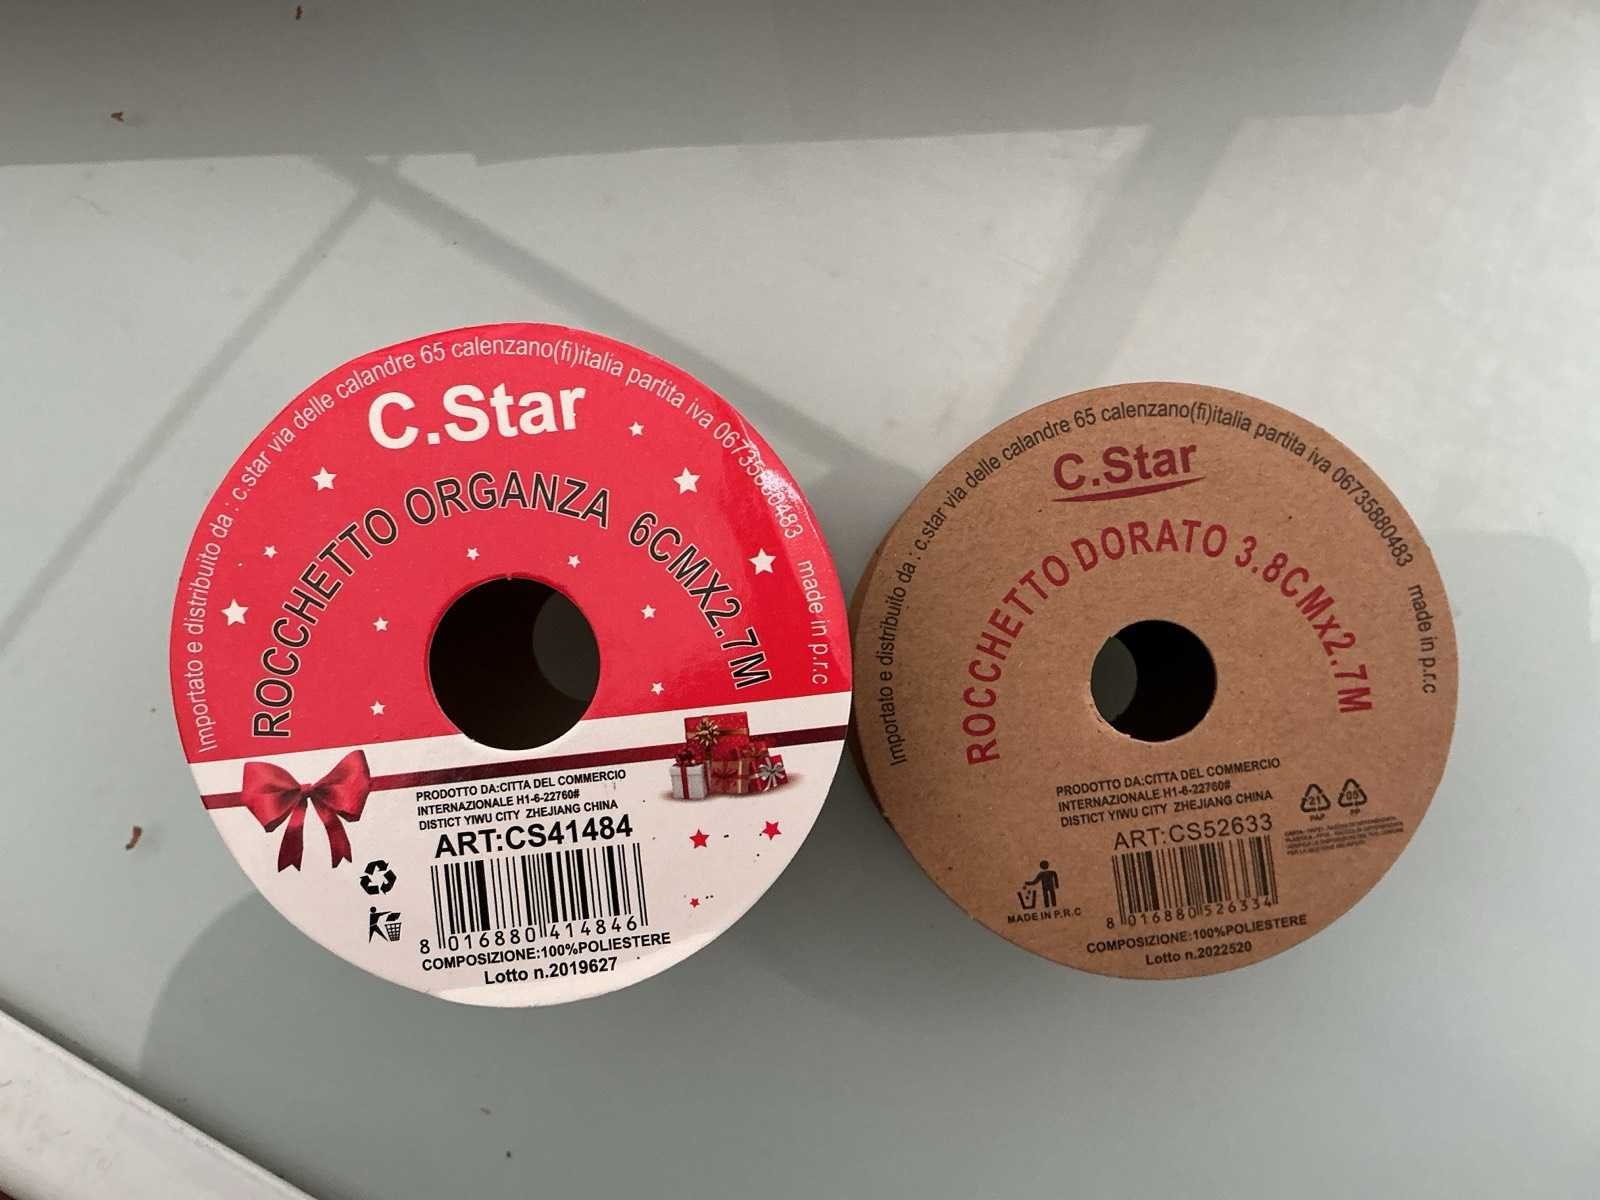 Importato e distribuito da : c.star via delle calandre 65 calenzano(fi)italia partita iva 06735880483 made in p.r.c
C.Star
ROCCHETTO ORGANZA 6CMX2.7M
PRODOTTO DA:CITTA DEL COMMERCIO
INTERNAZIONALE H1-6-22760#
DISTICT YIWU CITY ZHEJIANG CHINA
ART:CS41484
8 016880 414846
COMPOSIZIONE:100%POLIESTERE
Lotto n.2019627
Importato e distribuito da : c.star via delle calandre 65 calenzano(fi)italia partita iva 06735880483 made in p.r.c
C.Star
ROCCHETTO DORATO 3.8CMx2.7M
PRODOTTO DA:CITTA DEL COMMERCIO
INTERNAZIONALE H1-6-22760#
DISTICT YIWU CITY ZHEJIANG CHINA
ART:CS52633
21
PAP
05
PP
MADE IN P.R.C
8 016880 526334
COMPOSIZIONE:100%POLIESTERE
Lotto n.2022520